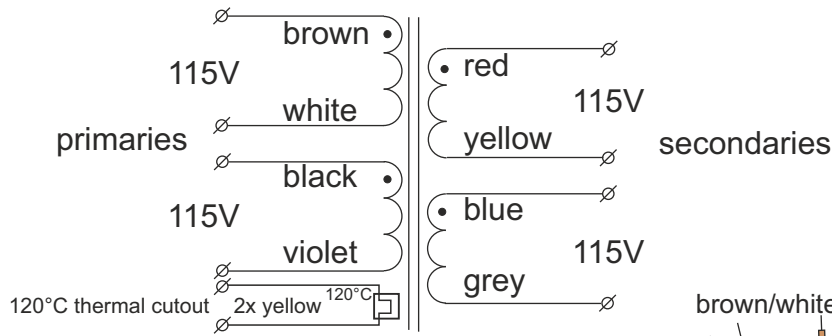 brown
115V
white
primaries
black
115V
violet
120°C thermal cutout
2x yellow
120°C
red
115V
yellow
secondaries
blue
115V
grey
brown/white